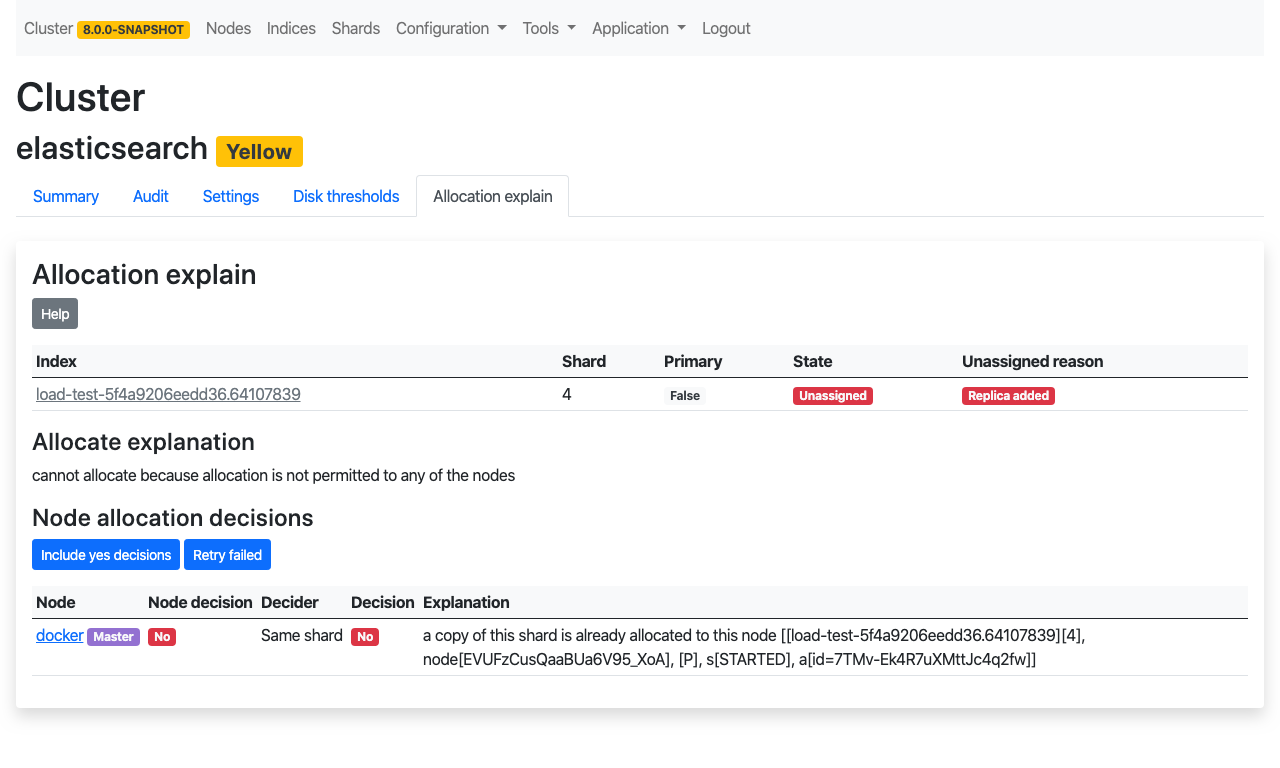 Cluster 8.0.0-SNAPSHOT Nodes Indices Shards Configuration Tools Application Logout
Cluster
elasticsearch Yellow
Summary Audit Settings Disk thresholds Allocation explain
Allocation explain
Help
Index Shard Primary State Unassigned reason
load-test-5f4a9206eedd36.64107839 4 False Unassigned Replica added
Allocate explanation
cannot allocate because allocation is not permitted to any of the nodes
Node allocation decisions
Include yes decisions Retry failed
Node Node decision Decider Decision Explanation
docker Master No Same shard No a copy of this shard is already allocated to this node [[load-test-5f4a9206eedd36.64107839][4],
node[EVUFzCusQaaBUa6V95_XoA], [P], s[STARTED], a[id=7TMv-Ek4R7uXMttJc4q2fw]]